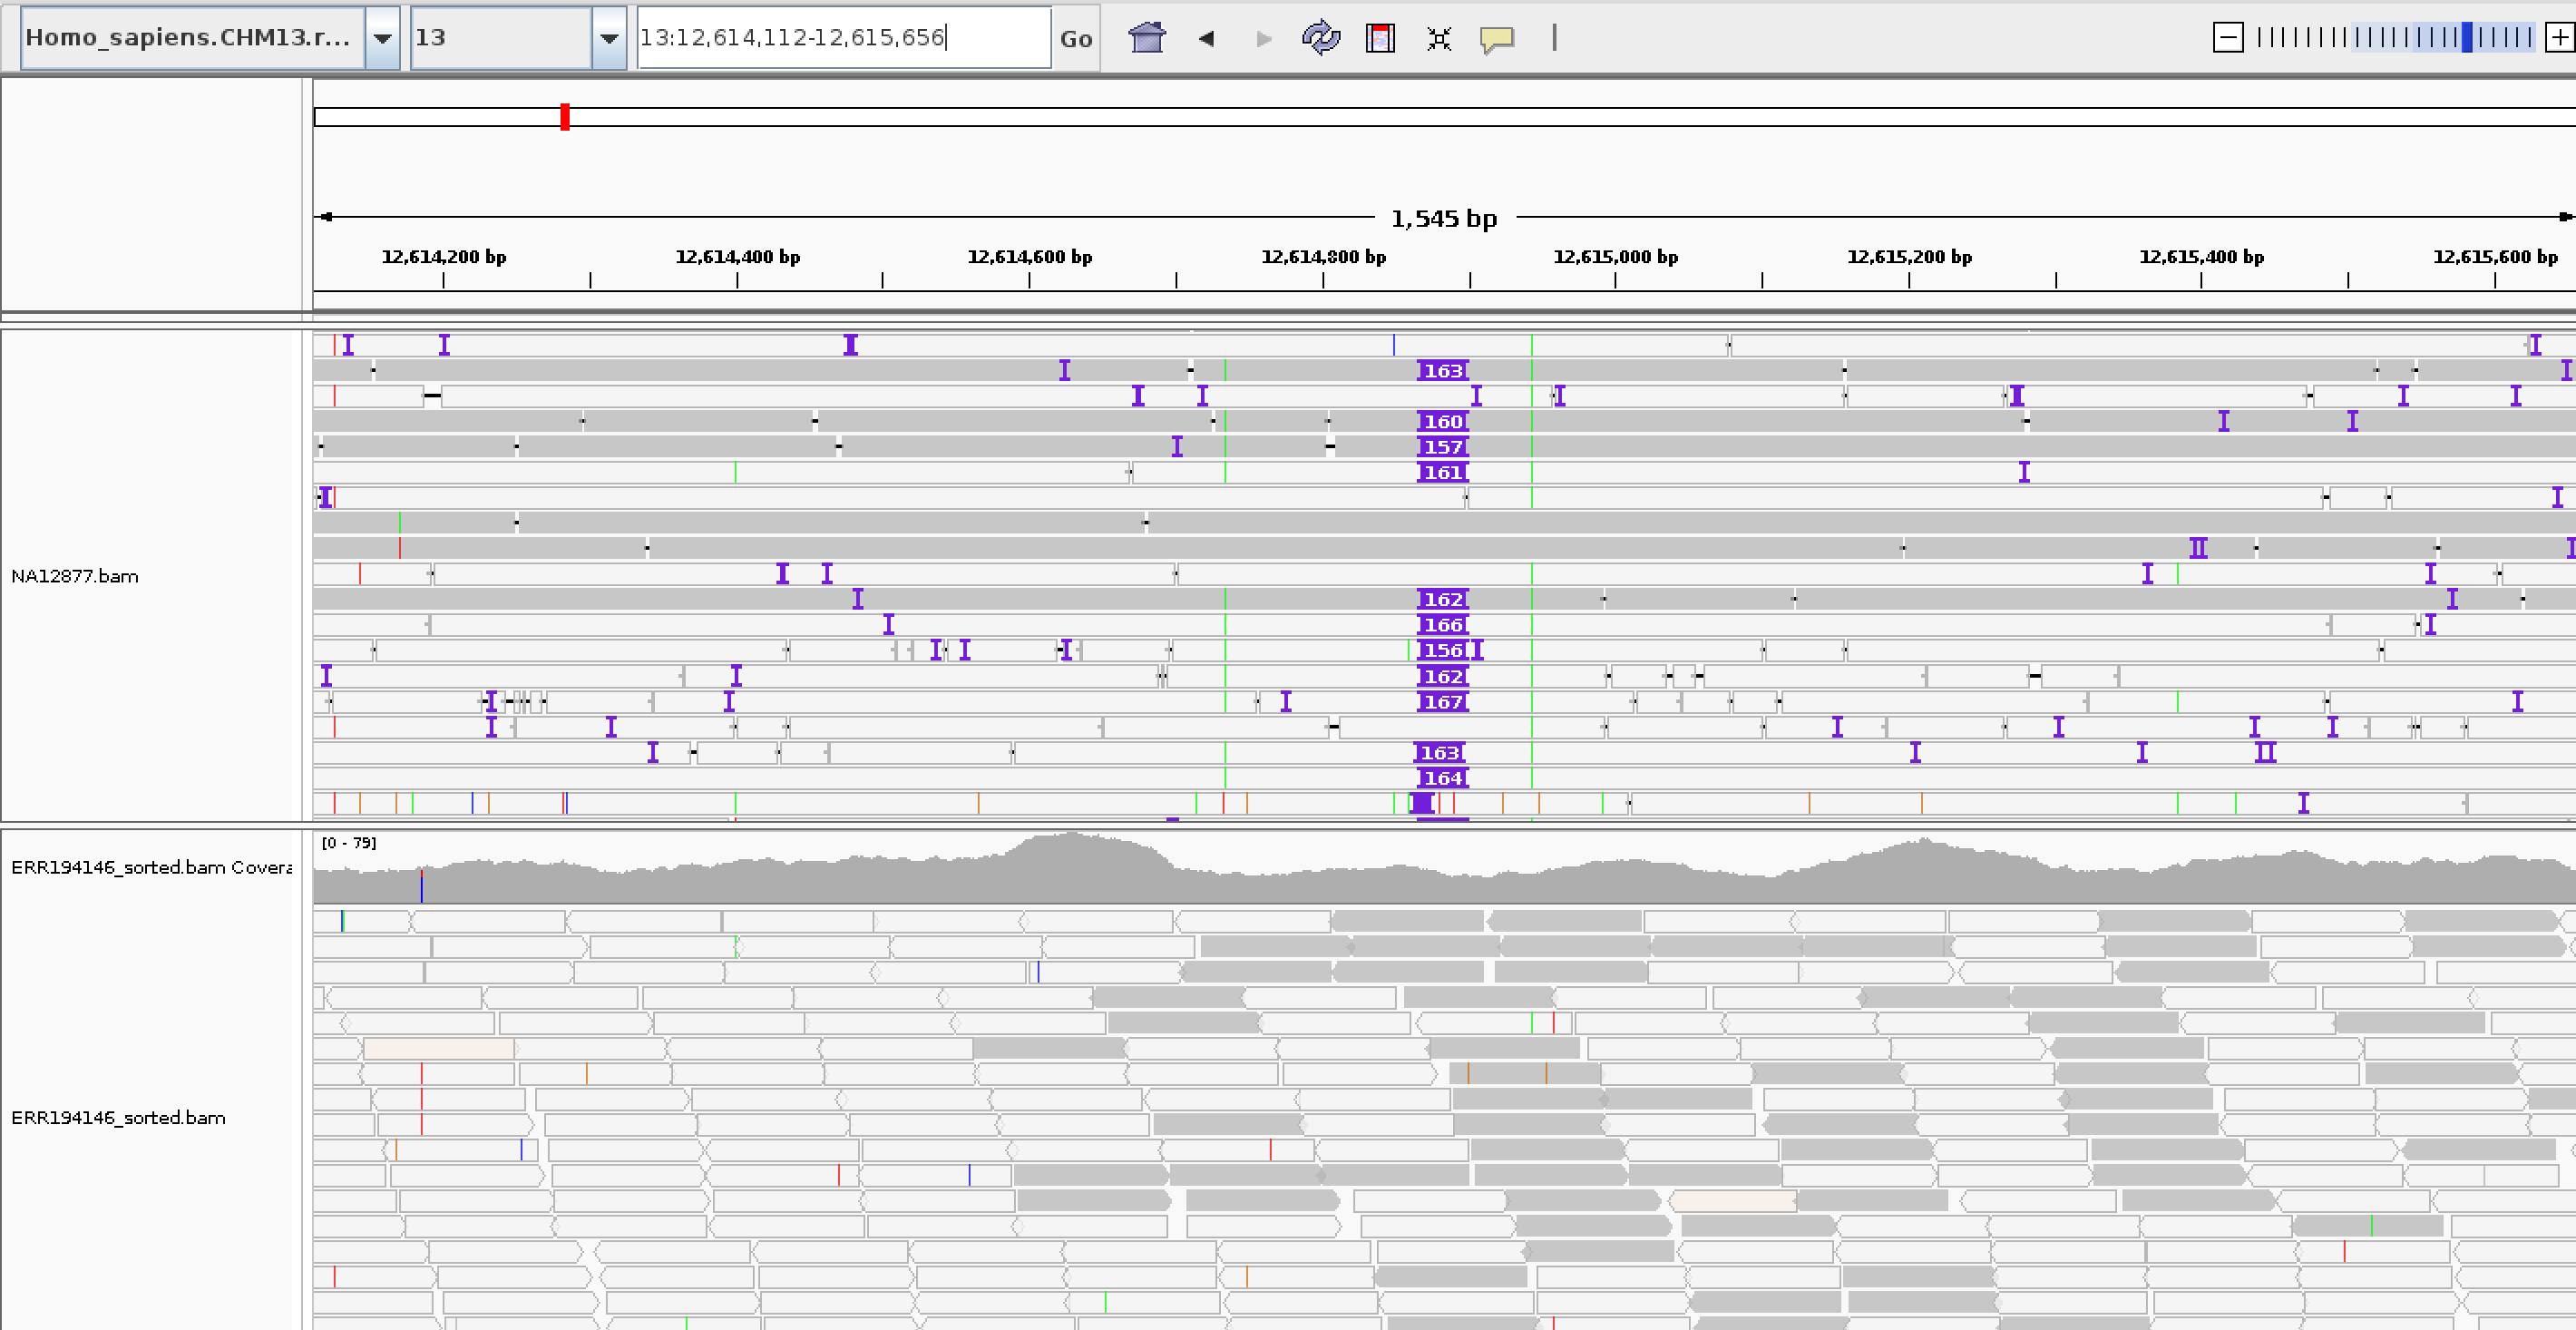 Homo_sapiens.CHM13.r... 13 13:12,614,112-12,615,656 Go
1,545 bp
12,614,200 bp 12,614,400 bp 12,614,600 bp 12,614,800 bp 12,615,000 bp 12,615,200 bp 12,615,400 bp 12,615,600 bp
163
160
157
161
NA12877.bam
162
166
156
162
167
163
164
[0 - 79]
ERR194146_sorted.bam Covera
ERR194146_sorted.bam